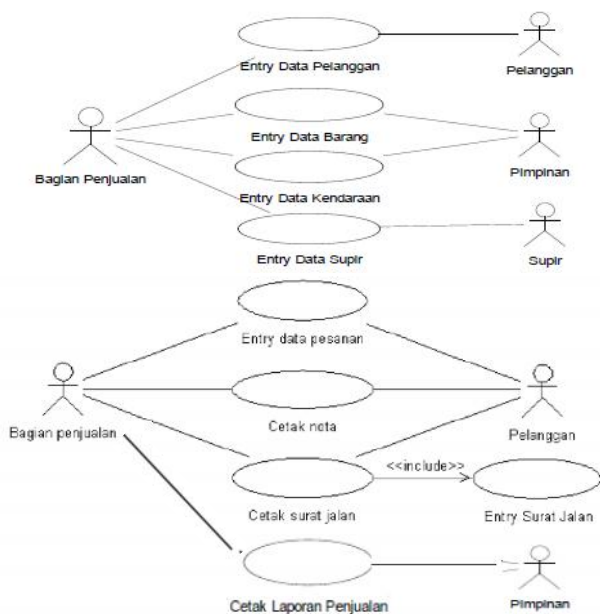 Entry Data Pelanggan
Pelanggan
Entry Data Barang
Bagian Penjualan
Pimpinan
Entry Data Kendaraan
Entry Data Supir
Supir
Entry data pesanan
Bagian penjualan
Cetak nota
Pelanggan
<<include>>
Cetak surat jalan
Entry Surat Jalan
Cetak Laporan Penjualan
Pimpinan